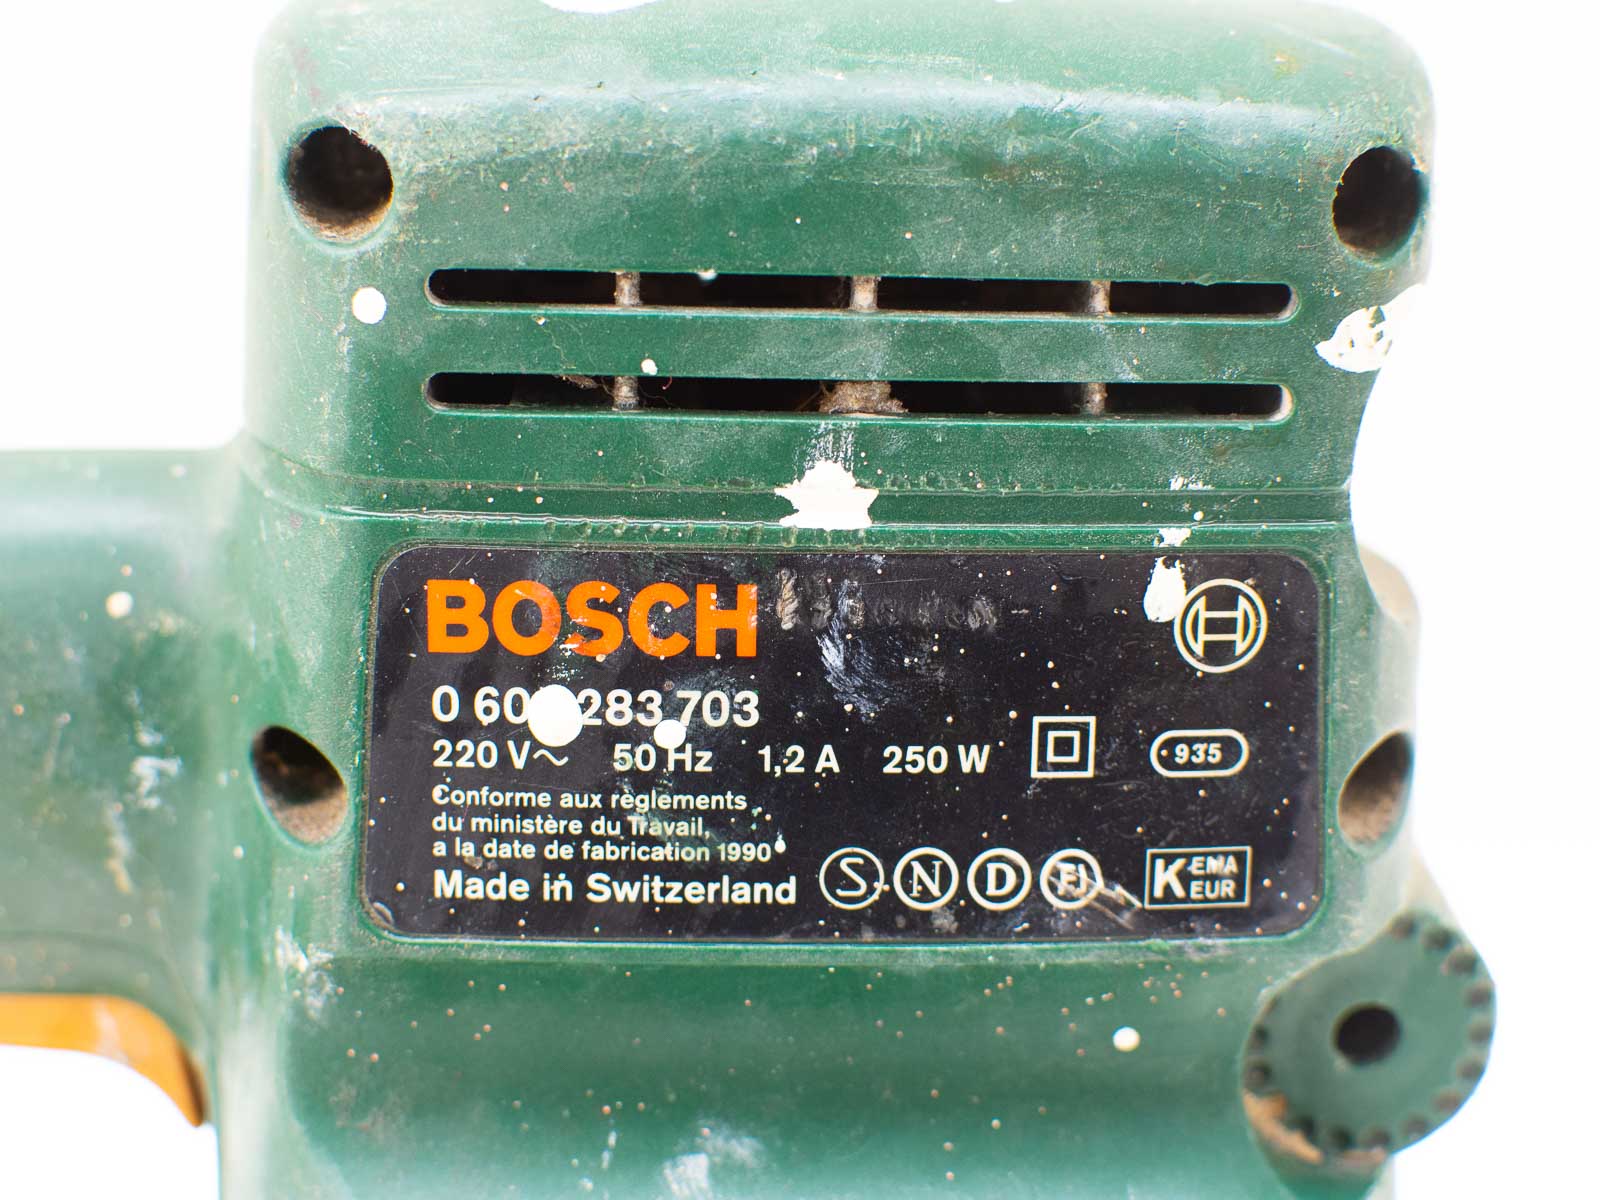 BOSCH
283 703
220 V~ 50 Hz 1,2 A 250 W
935
Conforme aux règlements
du ministère du Travail,
a la date de fabrication 1990
Made in Switzerland
S N D FI
KEMA
EUR